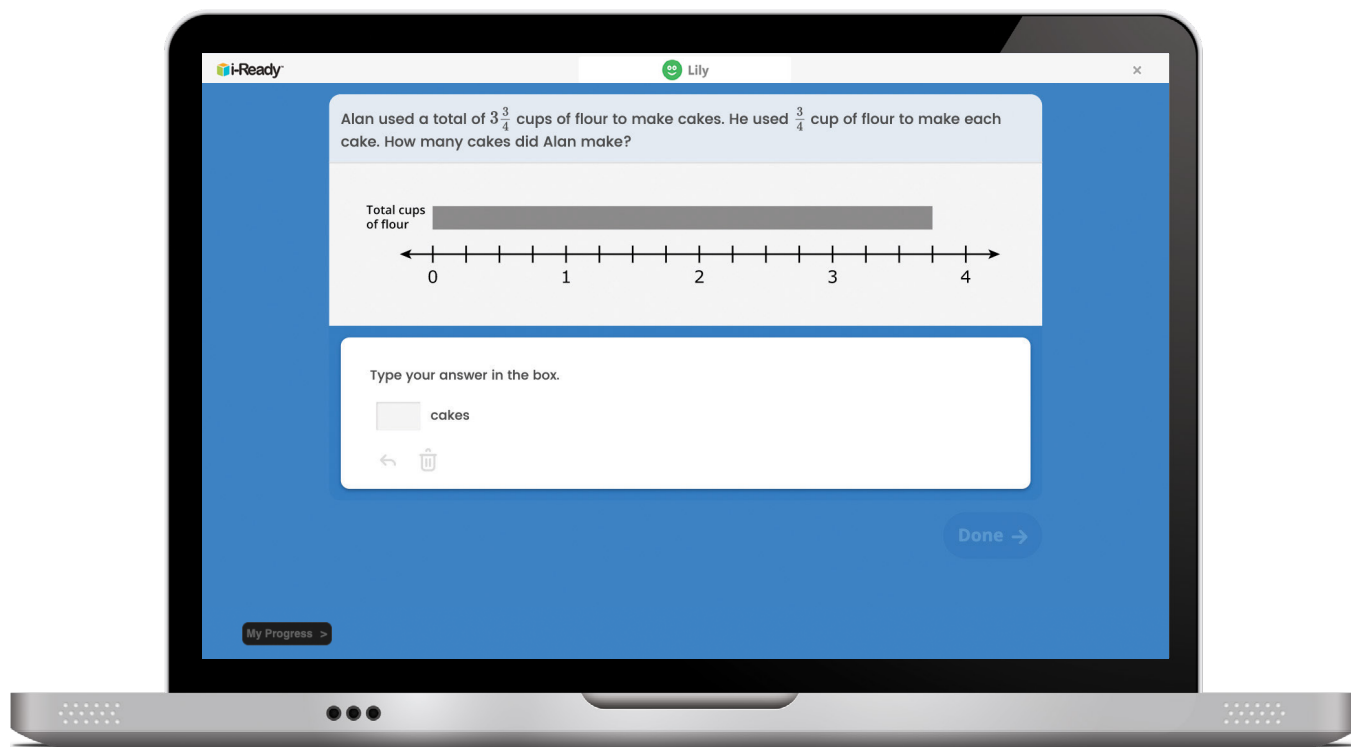 i-Ready
Lily
Alan used a total of 3 3/4 cups of flour to make cakes. He used 3/4 cup of flour to make each
cake. How many cakes did Alan make?
Total cups
of flour
0 1 2 3 4
Type your answer in the box.
cakes
Done →
My Progress >